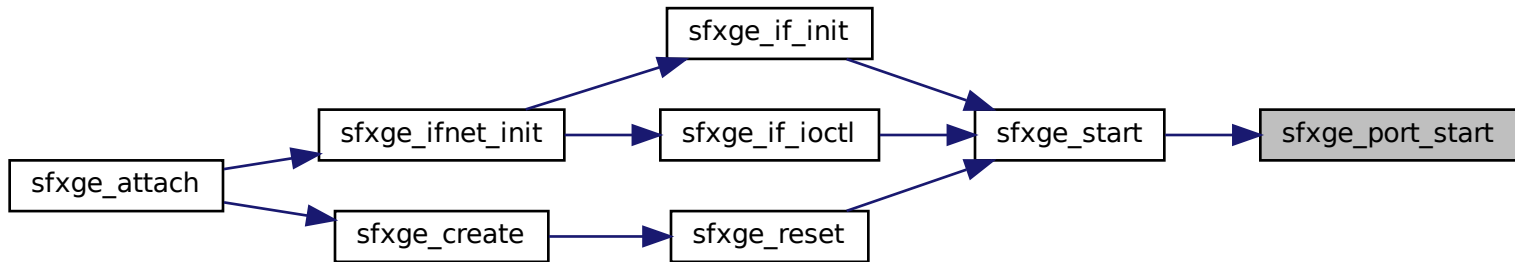 sfxge_if_init
sfxge_ifnet_init
sfxge_if_ioctl
sfxge_start
sfxge_port_start
sfxge_attach
sfxge_create
sfxge_reset